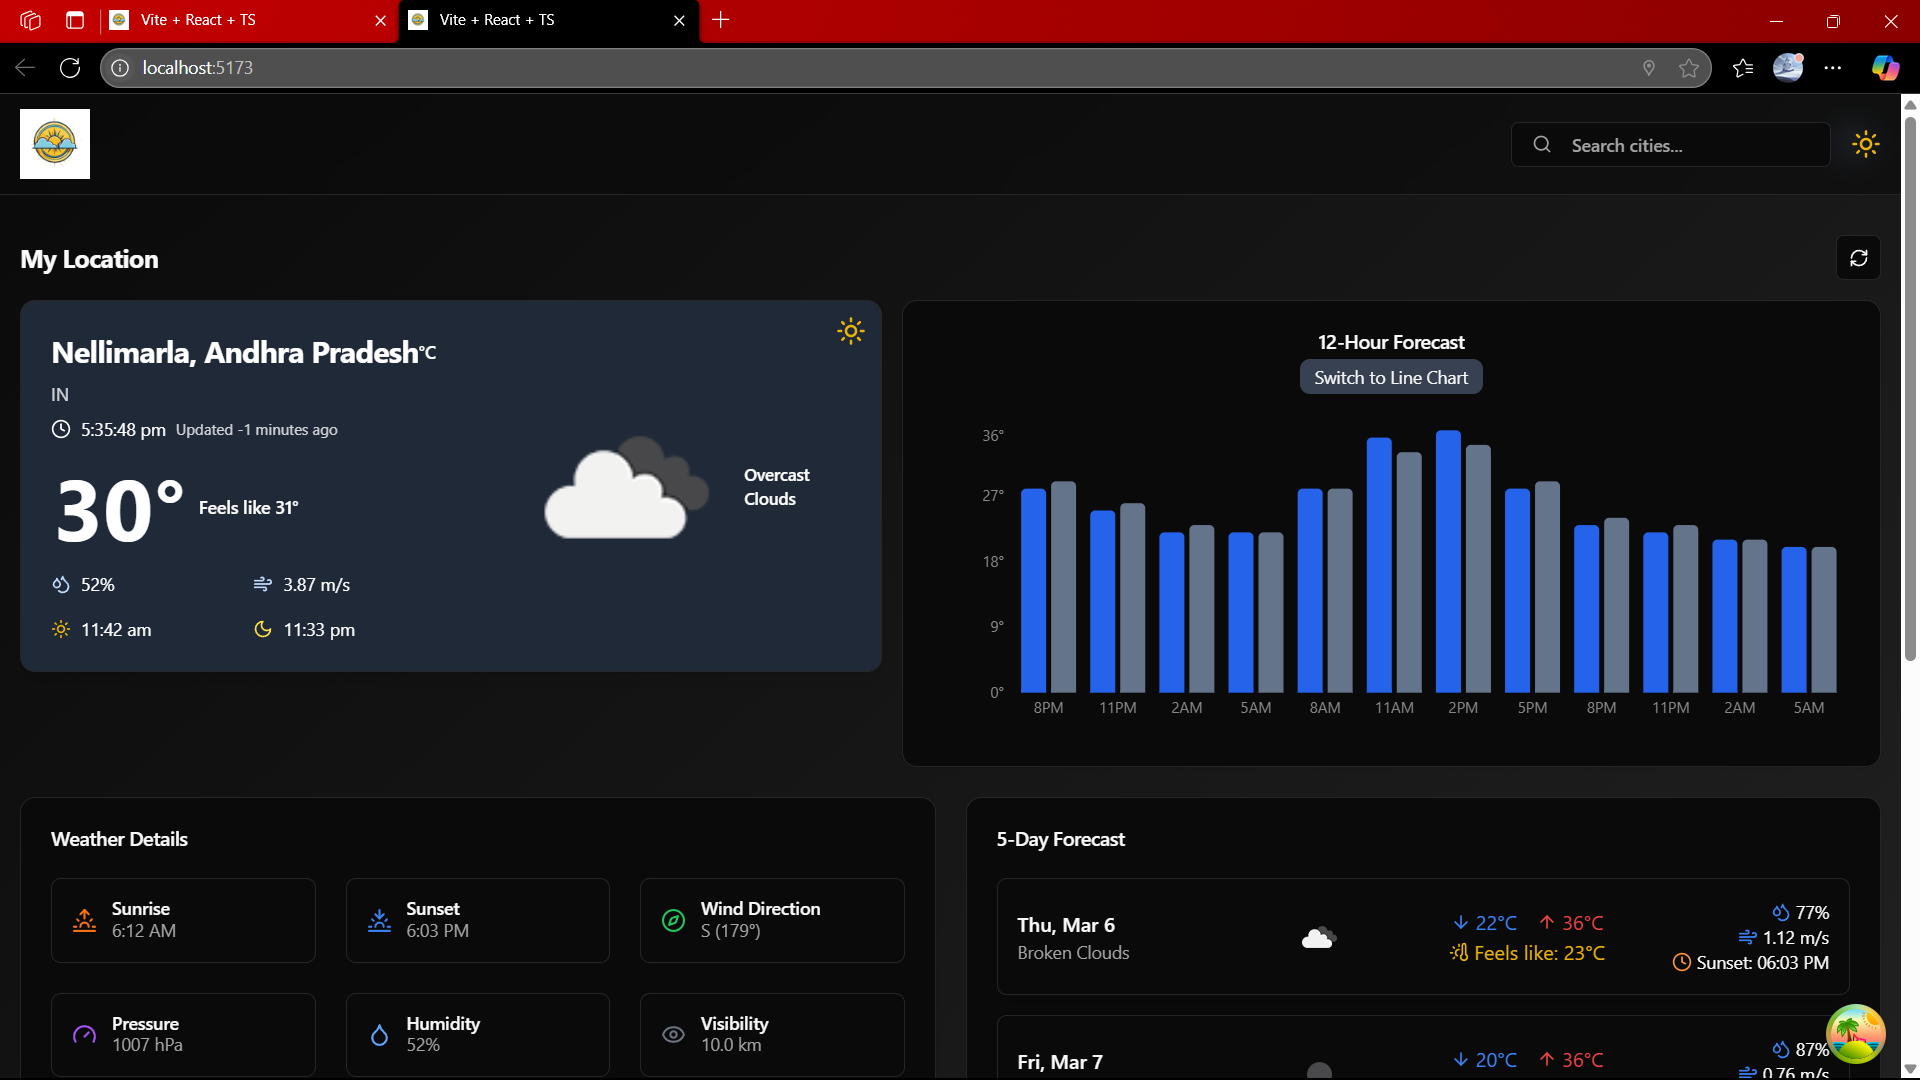 Vite + React + TS
Vite + React + TS
localhost:5173
Search cities...
My Location
Nellimarla, Andhra Pradesh°C
IN
5:35:48 pm Updated -1 minutes ago
30° Feels like 31°
Overcast
Clouds
52% 3.87 m/s
11:42 am 11:33 pm
12-Hour Forecast
Switch to Line Chart
36°
27°
18°
9°
0°
8PM 11PM 2AM 5AM 8AM 11AM 2PM 5PM 8PM 11PM 2AM 5AM
Weather Details
Sunrise
6:12 AM
Sunset
6:03 PM
Wind Direction
S (179°)
Pressure
1007 hPa
Humidity
52%
Visibility
10.0 km
5-Day Forecast
Thu, Mar 6
Broken Clouds
22°C 36°C
Feels like: 23°C
77%
1.12 m/s
Sunset: 06:03 PM
Fri, Mar 7
20°C 36°C
87%
0.76 m/s